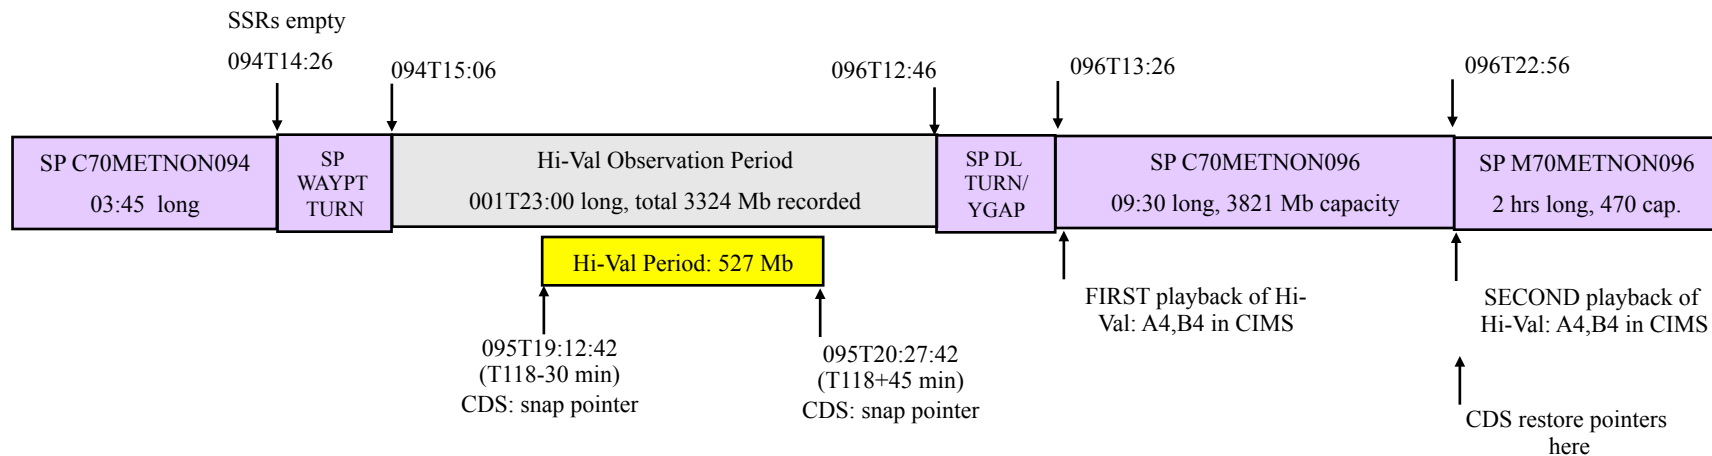 SSRs empty
094T14:26
094T15:06
096T12:46
096T13:26
096T22:56
SP C70METNON094
03:45 long
SP
WAYPT
TURN
Hi-Val Observation Period
001T23:00 long, total 3324 Mb recorded
SP DL
TURN/
YGAP
SP C70METNON096
09:30 long, 3821 Mb capacity
SP M70METNON096
2 hrs long, 470 cap.
Hi-Val Period: 527 Mb
095T19:12:42
(T118-30 min)
CDS: snap pointer
095T20:27:42
(T118+45 min)
CDS: snap pointer
FIRST playback of Hi-
Val: A4,B4 in CIMS
SECOND playback of
Hi-Val: A4,B4 in CIMS
CDS restore pointers
here